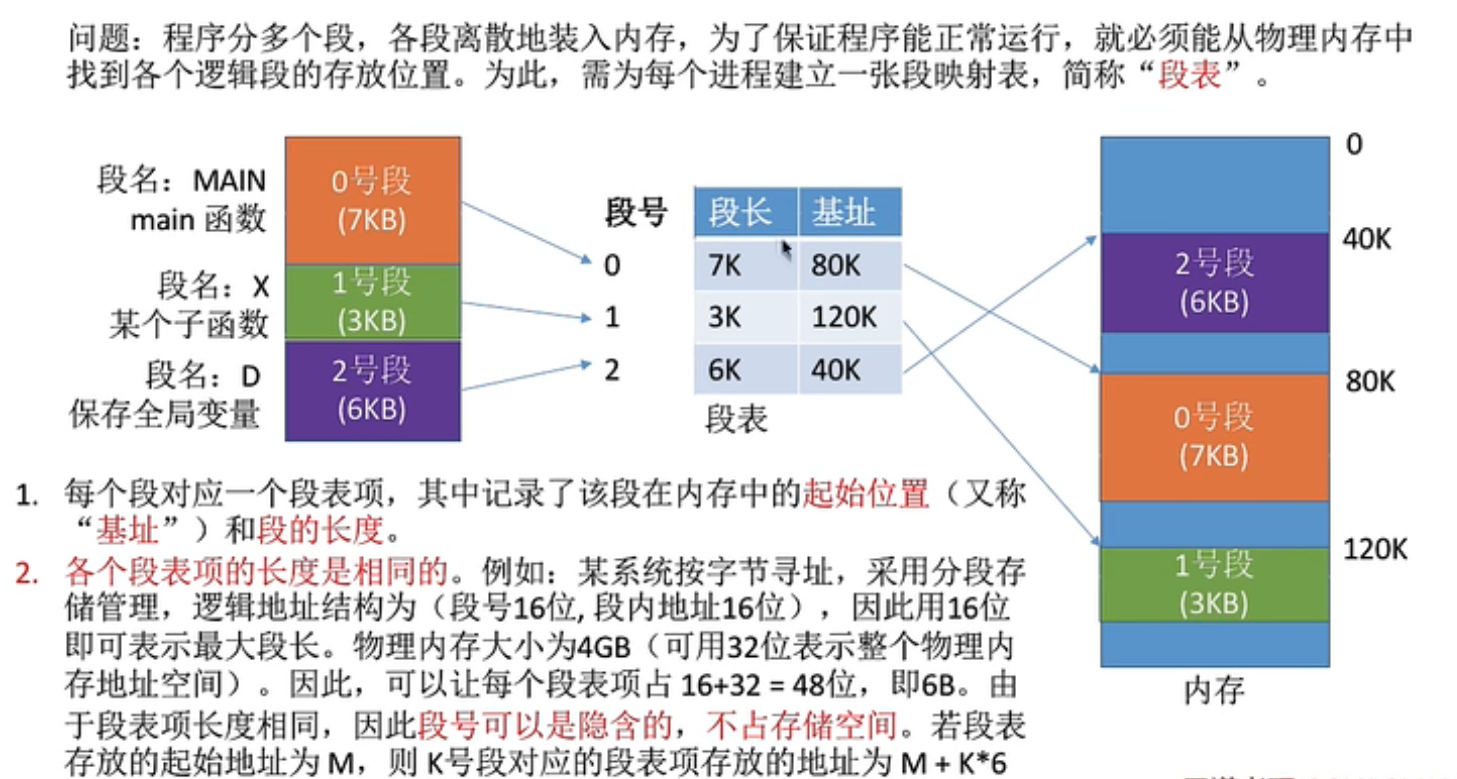 问题：程序分多个段，各段离散地装入内存，为了保证程序能正常运行，就必须能从物理内存中
找到各个逻辑段的存放位置。为此，需为每个进程建立一张段映射表，简称“段表”。
段名：MAIN
main 函数
0号段
(7KB)
段名：X
某个子函数
1号段
(3KB)
段名：D
保存全局变量
2号段
(6KB)
段号 段长 基址
0 7K 80K
1 3K 120K
2 6K 40K
段表
0
40K
2号段
(6KB)
80K
0号段
(7KB)
120K
1号段
(3KB)
内存
1. 每个段对应一个段表项，其中记录了该段在内存中的起始位置（又称
“基址”）和段的长度。
2. 各个段表项的长度是相同的。例如：某系统按字节寻址，采用分段存
储管理，逻辑地址结构为（段号16位, 段内地址16位），因此用16位
即可表示最大段长。物理内存大小为4GB（可用32位表示整个物理内
存地址空间）。因此，可以让每个段表项占 16+32 = 48位，即6B。由
于段表项长度相同，因此段号可以是隐含的，不占存储空间。若段表
存放的起始地址为 M，则 K号段对应的段表项存放的地址为 M + K*6